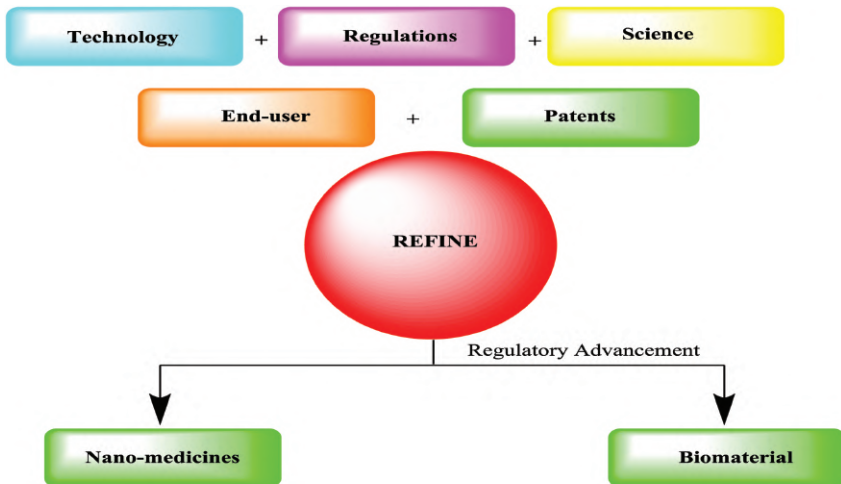 Technology + Regulations + Science
End-user + Patents
REFINE
Regulatory Advancement
Nano-medicines Biomaterial